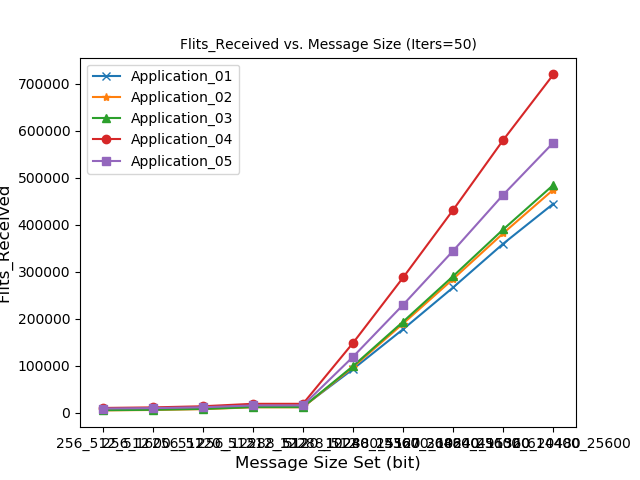 Flits_Received vs. Message Size (Iters=50)
Application_01
Application_02
Application_03
Application_04
Application_05
700000
600000
500000
400000
300000
200000
100000
0
Flits_Received
Message Size Set (bit)